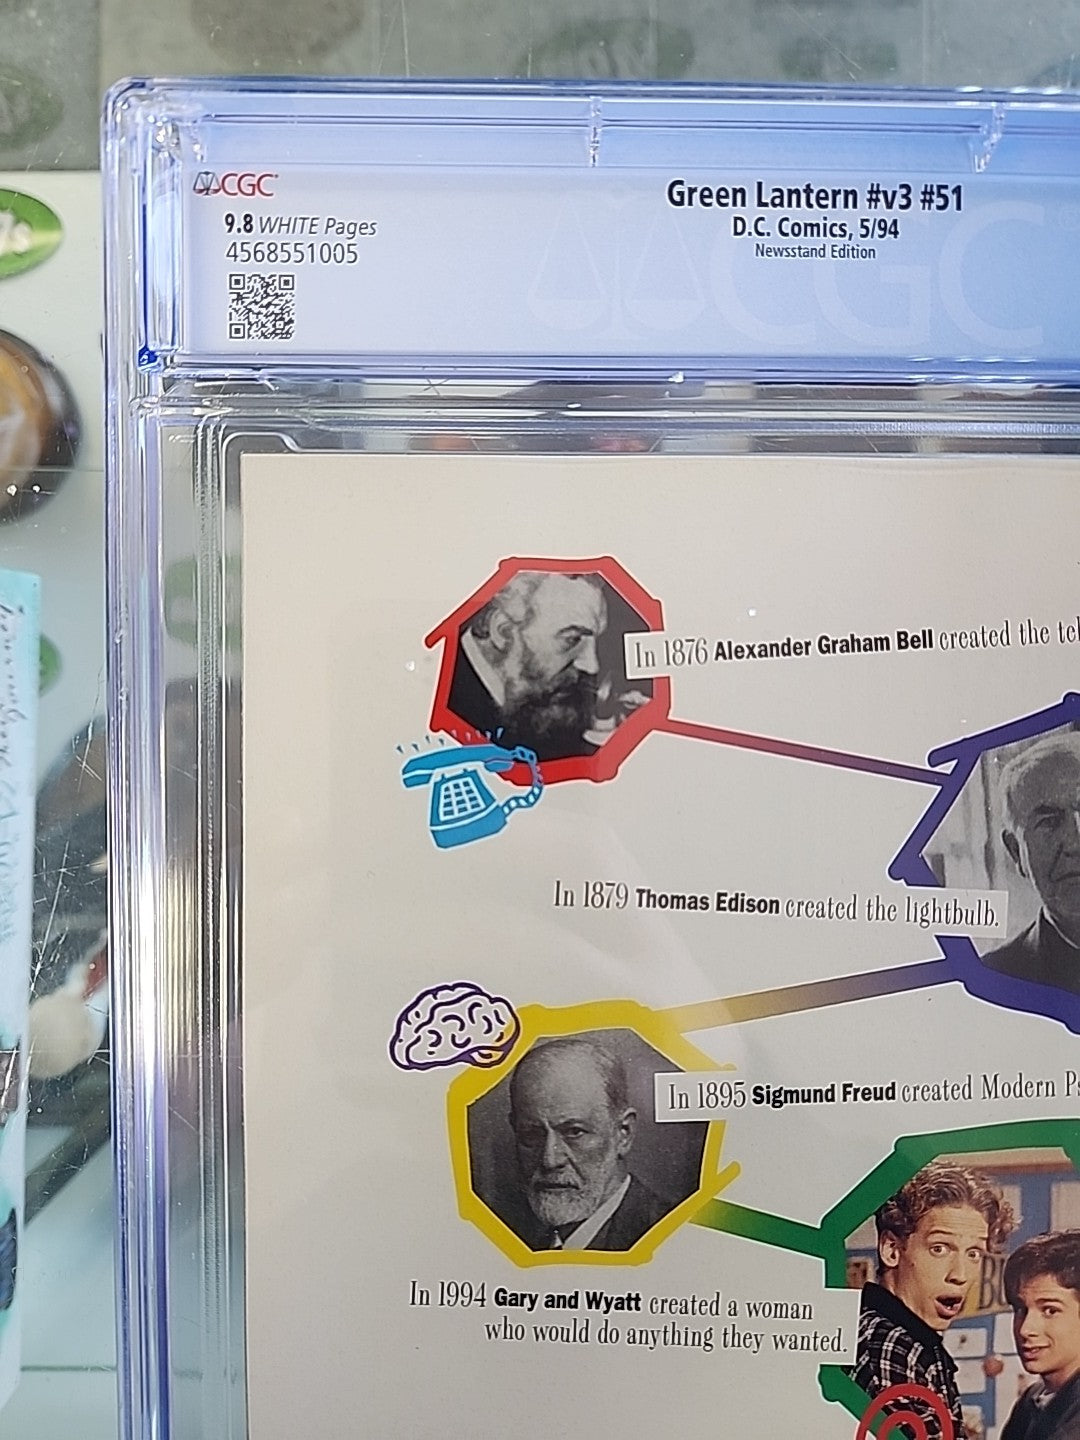 CGC
9.8 WHITE Pages
4568551005
Green Lantern #v3 #51
D.C. Comics, 5/94
Newsstand Edition
CGC
In 1876 Alexander Graham Bell created the
In 1879 Thomas Edison created the lightbulb.
In 1895 Sigmund Freud created Modern
In 1994 Gary and Wyatt created a woman
who would do anything they wanted.